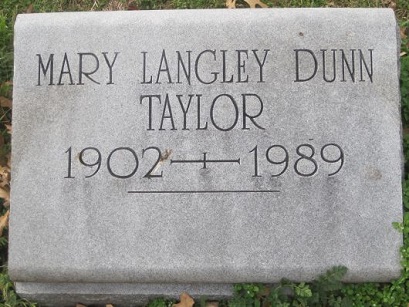 MARY LANGLEY DUNN
TAYLOR
1902 — 1989